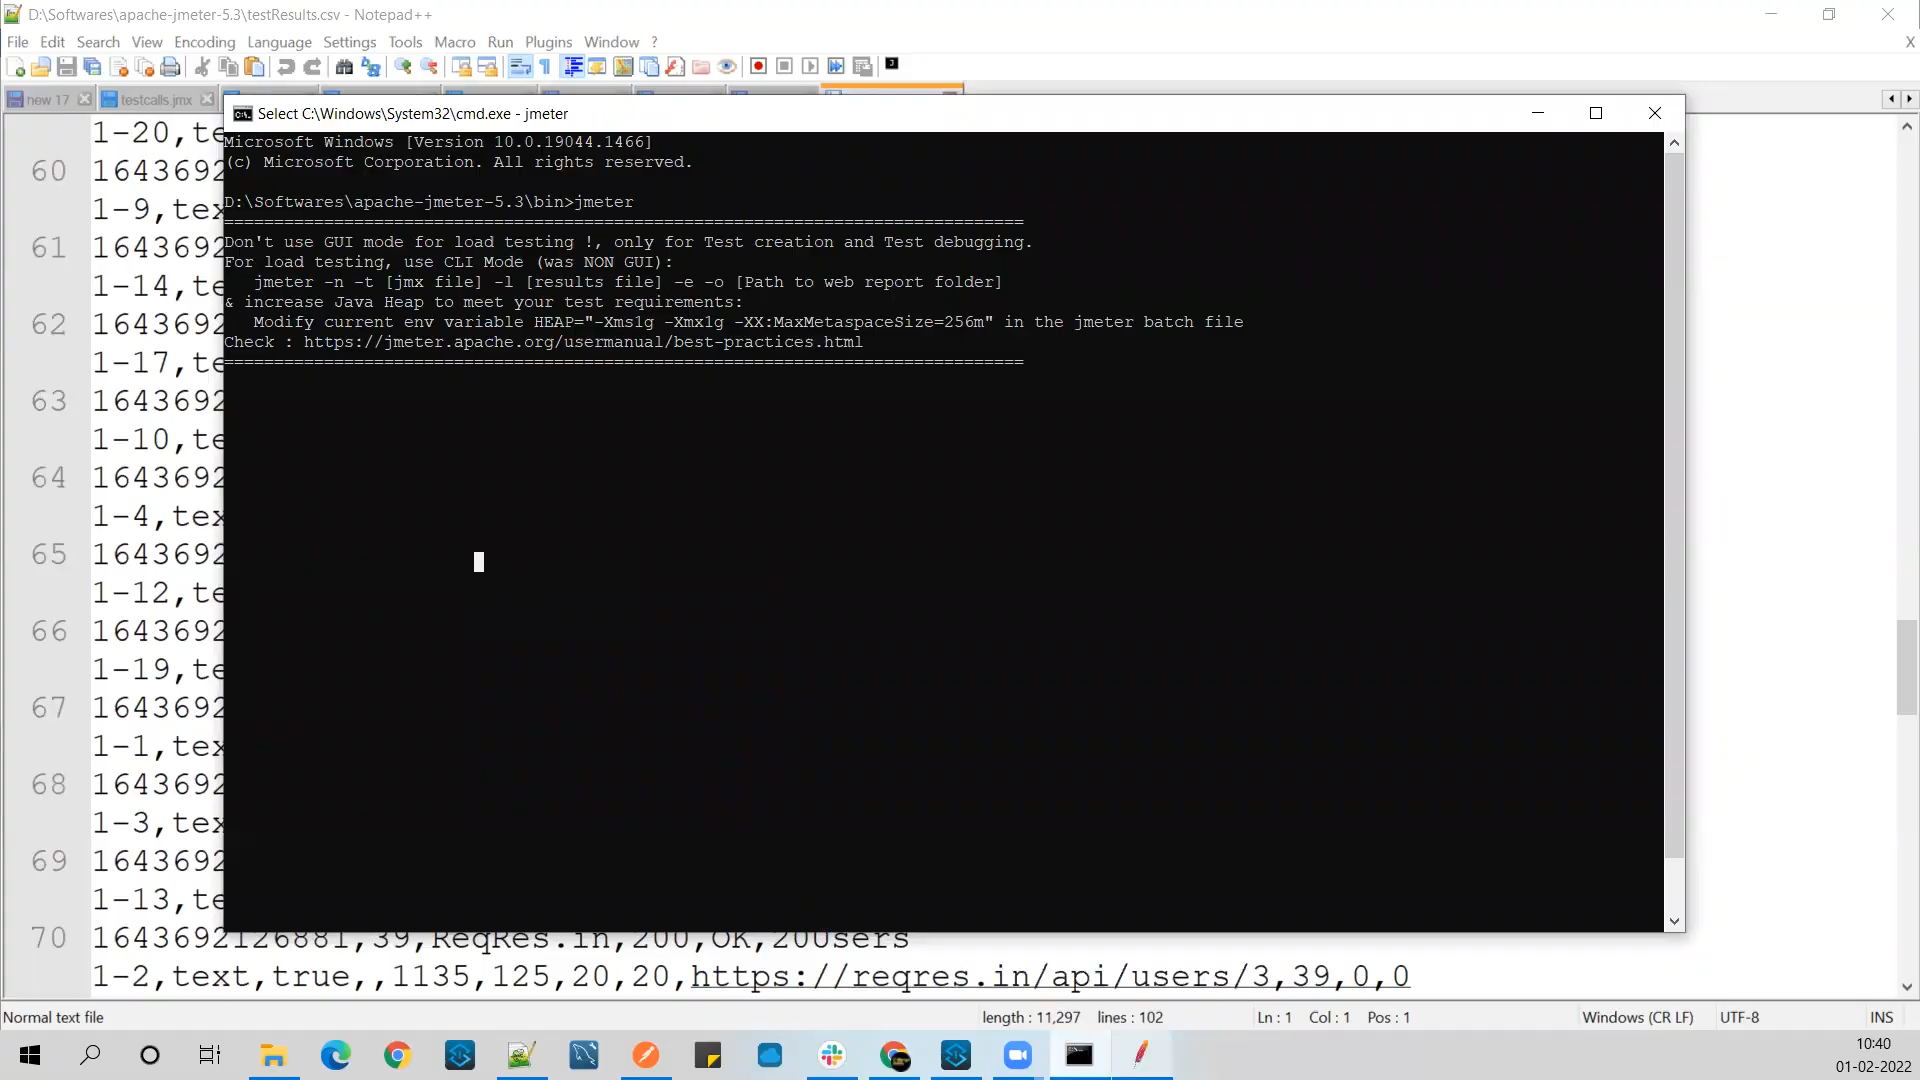 D:\Softwares\apache-jmeter-5.3\testResults.csv - Notepad++
File Edit Search View Encoding Language Settings Tools Macro Run Plugins Window ?
X
new 17 testcalls.jmx
Select C:\Windows\System32\cmd.exe - jmeter
Microsoft Windows [Version 10.0.19044.1466]
(c) Microsoft Corporation. All rights reserved.
D:\Softwares\apache-jmeter-5.3\bin>jmeter
================================================================================
Don't use GUI mode for load testing !, only for Test creation and Test debugging.
For load testing, use CLI Mode (was NON GUI):
jmeter -n -t [jmx file] -l [results file] -e -o [Path to web report folder]
& increase Java Heap to meet your test requirements:
Modify current env variable HEAP="-Xms1g -Xmx1g -XX:MaxMetaspaceSize=256m" in the jmeter batch file
Check : https://jmeter.apache.org/usermanual/best-practices.html
================================================================================
1-20,te
60 1643692
1-9,tex
61 1643692
1-14,te
62 1643692
1-17,te
63 1643692
1-10,te
64 1643692
1-4,tex
65 1643692
1-12,te
66 1643692
1-19,te
67 1643692
1-1,tex
68 1643692
1-3,tex
69 1643692
1-13,te
70 1643692126881,39,ReqRes.in,200,OK,20Users
1-2,text,true,,1135,125,20,20,https://reqres.in/api/users/3,39,0,0
Normal text file length : 11,297 lines : 102 Ln : 1 Col : 1 Pos : 1 Windows (CR LF) UTF-8 INS
10:40
01-02-2022